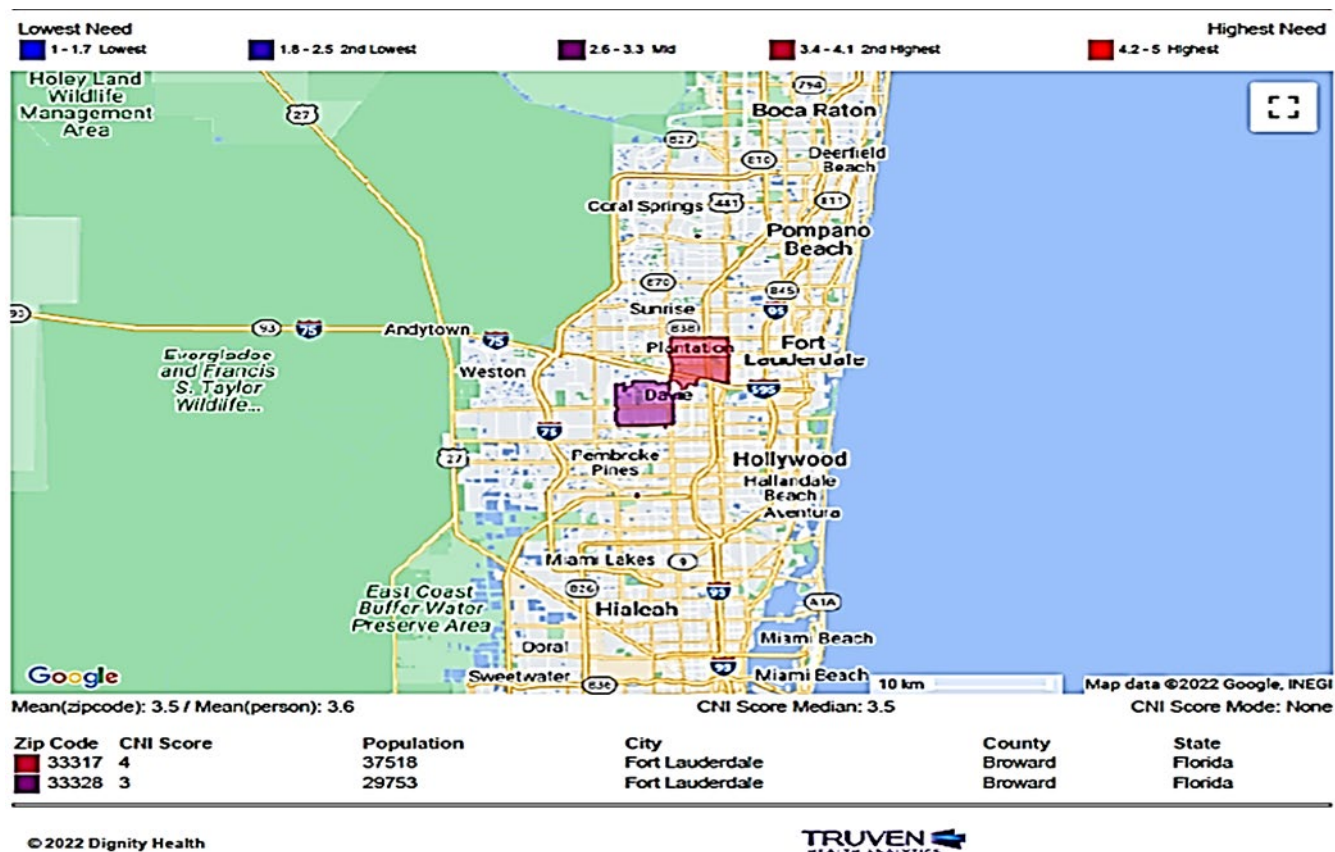 Lowest Need
Highest Need
1 - 1.7 Lowest
1.8 - 2.5 2nd Lowest
2.6 - 3.3 Mid
3.4 - 4.1 2nd Highest
4.2 - 5 Highest
Holey Land
Wildlife
Management
Area
27
794
Boca Raton
827
810
Deerfield
Beach
Coral Springs
441
811
Pompano
Beach
870
845
Sunrise
95
93
75
Andytown
75
838
Plantation
Fort
Lauderdale
Everglades
and Francis
S. Taylor
Wildlife...
Weston
595
Davie
75
27
Pembroke
Pines
Hollywood
Hallandale
Beach
Aventura
Miami Lakes
9
East Coast
Buffer Water
Preserve Area
826
95
Hialeah
A1A
Doral
Miami Beach
Sweetwater
836
95
Miami Beach
Google
10 km
Map data ©2022 Google, INEGI
Mean(zipcode): 3.5 / Mean(person): 3.6
CNI Score Median: 3.5
CNI Score Mode: None
Zip Code CNI Score Population City County State
33317 4 37518 Fort Lauderdale Broward Florida
33328 3 29753 Fort Lauderdale Broward Florida
© 2022 Dignity Health
TRUVEN
HEALTH ANALYTICS